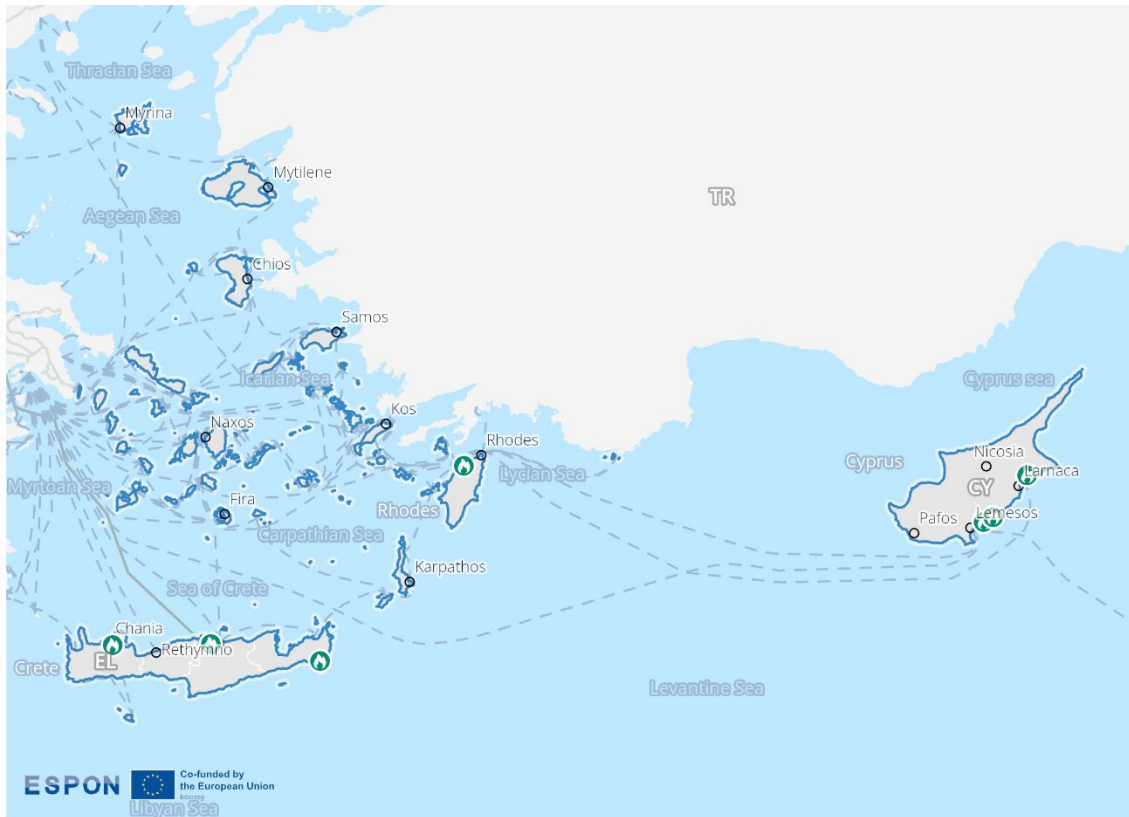 Thracian Sea
Myrina
Mytilene
TR
Aegean Sea
Chios
Samos
Icarian Sea
Cyprus sea
Kos
Naxos
Rhodes
Nicosia
Cyprus
Larnaca
Lycian Sea
Myrtoan Sea
CY
Fira
Rhodes
Pafos
Lemesos
Carpathian Sea
Karpathos
Sea of Crete
Chania
Rethymno
EL
Crete
Levantine Sea
ESPON
Co-funded by
the European Union
Interreg
Libyan Sea